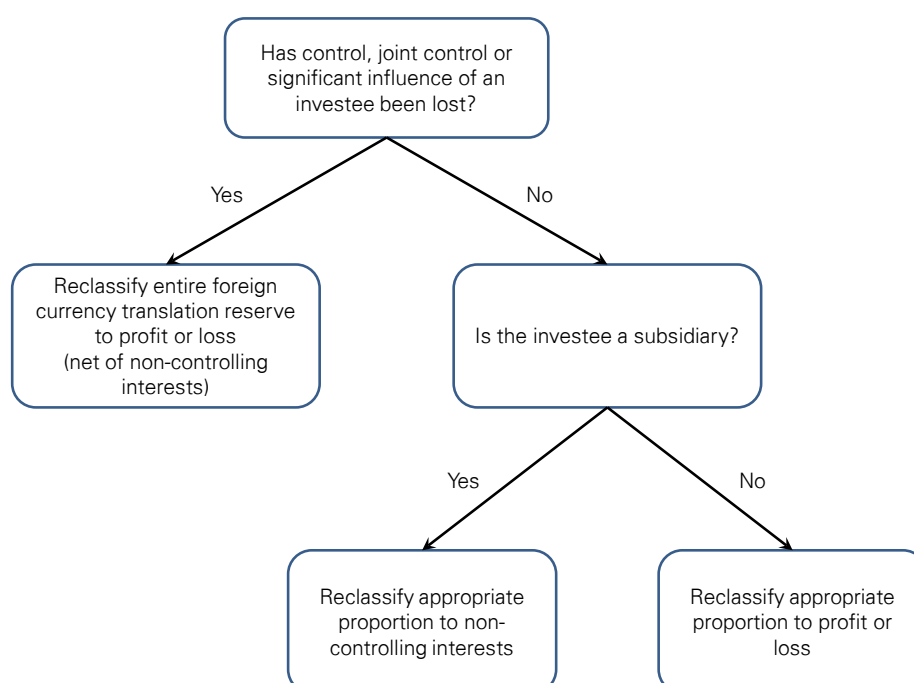 Has control, joint control or
significant influence of an
investee been lost?
Yes
No
Reclassify entire foreign
currency translation reserve
to profit or loss
(net of non-controlling
interests)
Is the investee a subsidiary?
Yes
No
Reclassify appropriate
proportion to non-
controlling interests
Reclassify appropriate
proportion to profit or
loss